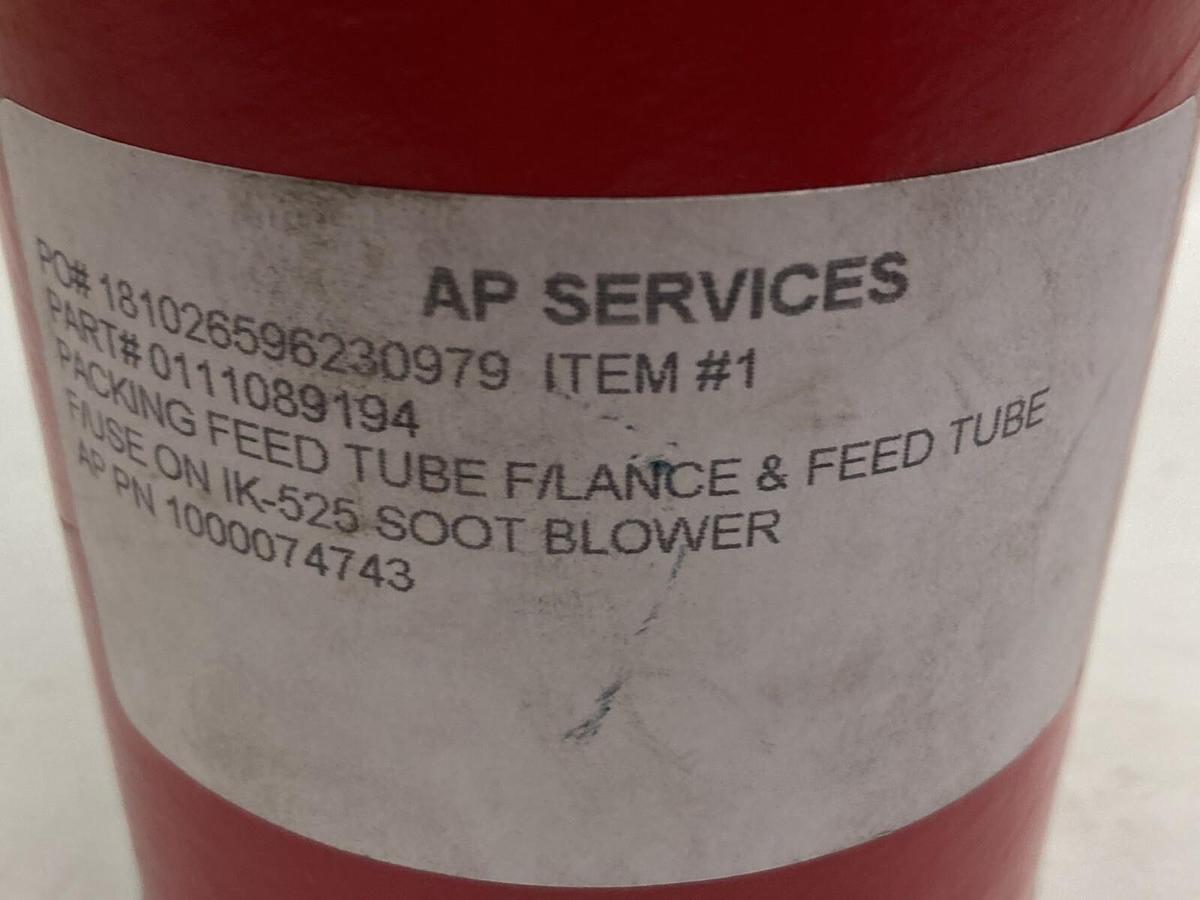 AP SERVICES
PO# 181026596230979 ITEM #1
PART# 0111089194
PACKING FEED TUBE F/LANCE & FEED TUBE
F/USE ON IK-525 SOOT BLOWER
AP PN 1000074743